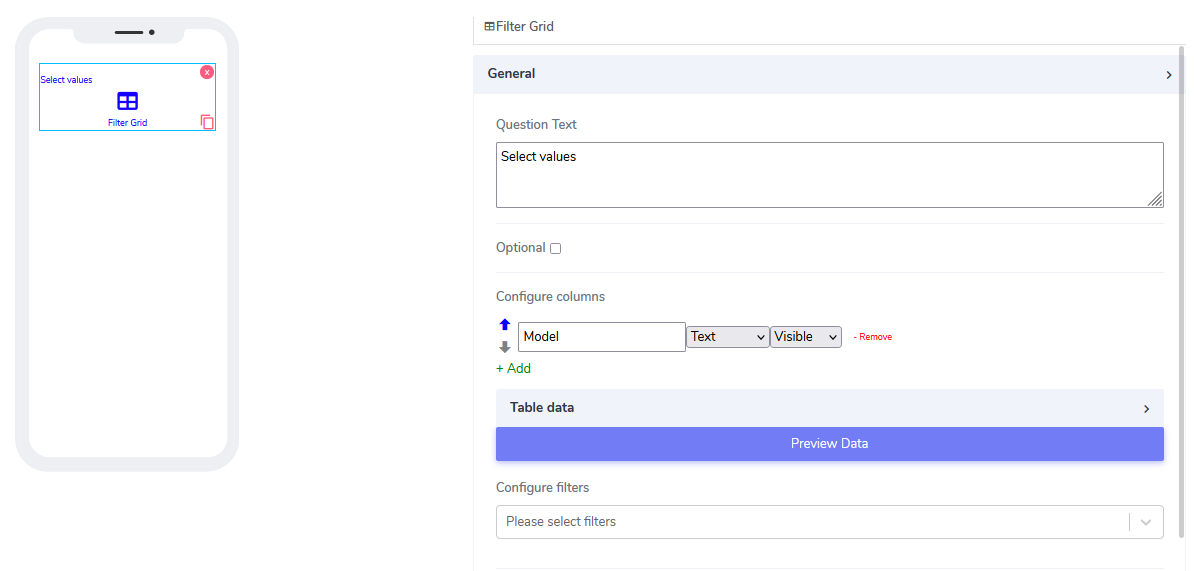 Select values
x
Filter Grid
Filter Grid
General
Question Text
Select values
Optional
Configure columns
Model Text Visible - Remove
+ Add
Table data
Preview Data
Configure filters
Please select filters